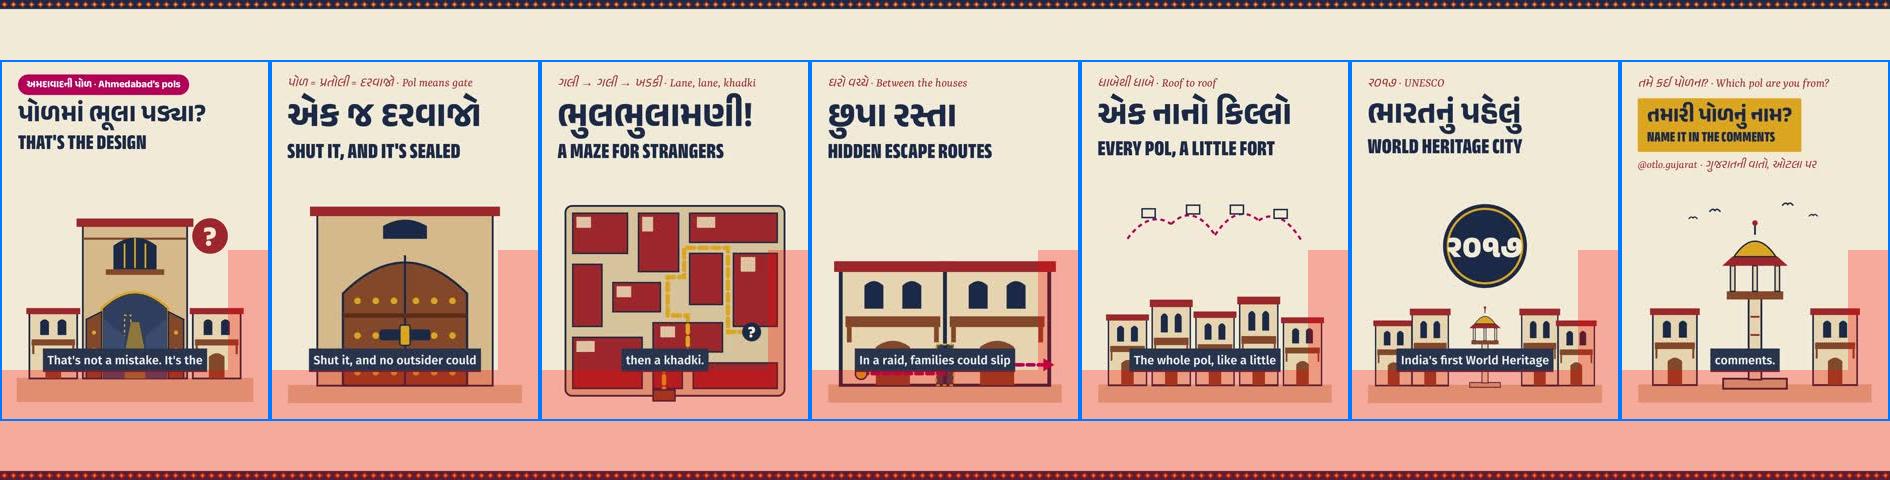 અમદાવાદની પોળ · Ahmedabad's pols
પોળમાં ભૂલા પડ્યા?
THAT'S THE DESIGN
?
That's not a mistake. It's the
પોળ = પ્રતોલી = દરવાજો · Pol means gate
એક જ દરવાજો
SHUT IT, AND IT'S SEALED
Shut it, and no outsider could
ગલી → ગલી → ખડકી · Lane, lane, khadki
ભુલભુલામણી!
A MAZE FOR STRANGERS
?
then a khadki.
ઘરો વચ્ચે · Between the houses
છુપા રસ્તા
HIDDEN ESCAPE ROUTES
In a raid, families could slip
ધાબેથી ધાબે · Roof to roof
એક નાનો કિલ્લો
EVERY POL, A LITTLE FORT
The whole pol, like a little
૨૦૧૭ · UNESCO
ભારતનું પહેલું
WORLD HERITAGE CITY
૨૦૧૭
India's first World Heritage
તમે કઈ પોળના? · Which pol are you from?
તમારી પોળનું નામ?
NAME IT IN THE COMMENTS
@otlo.gujarat · ગુજરાતની વાતો, ઓટલા પર
comments.